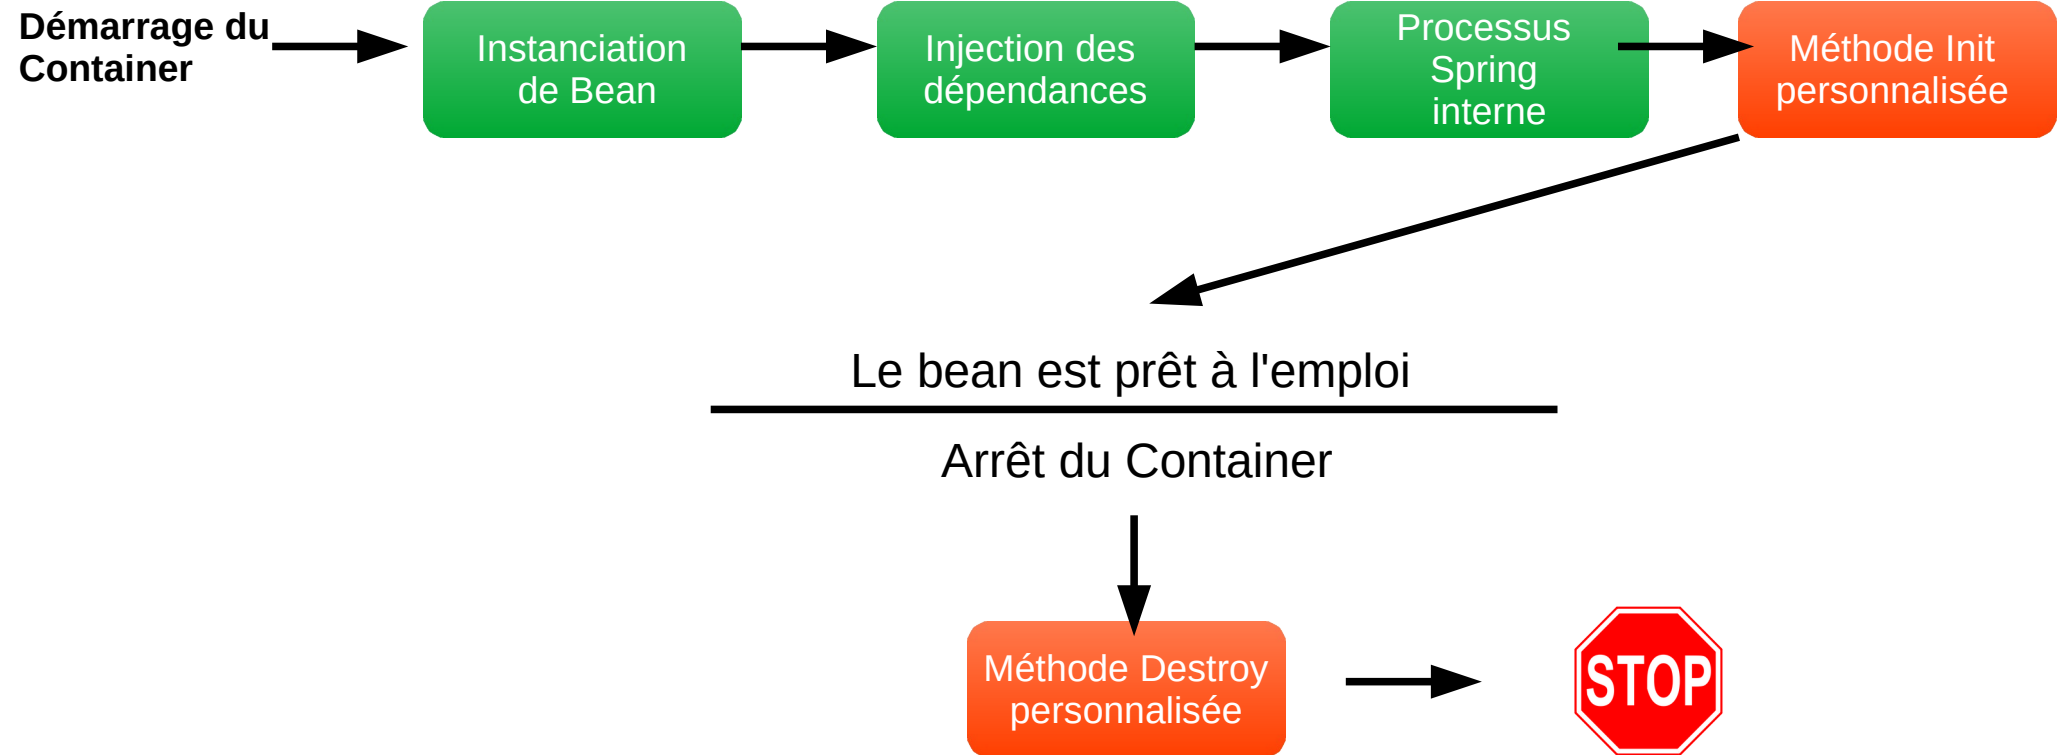 Démarrage du
Container
Instanciation
de Bean
Injection des
dépendances
Processus
Spring
interne
Méthode Init
personnalisée
Le bean est prêt à l'emploi
Arrêt du Container
Méthode Destroy
personnalisée
STOP